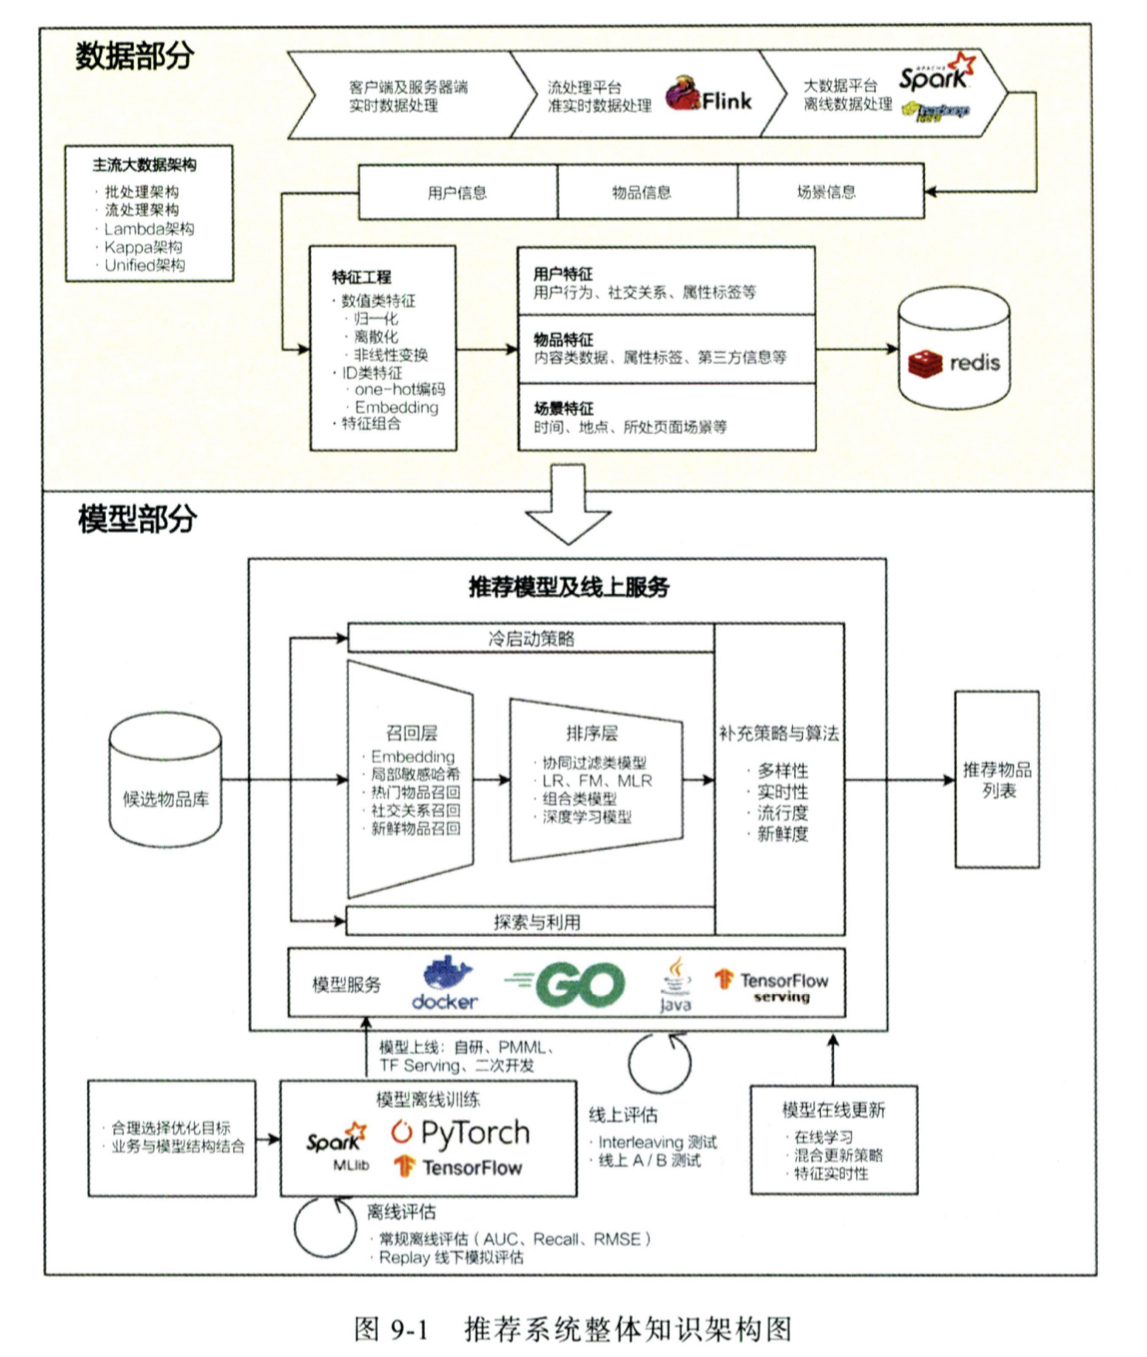 数据部分
客户端及服务器端
实时数据处理
流处理平台
准实时数据处理
Flink
大数据平台
离线数据处理
APACHE
Spark
hadoop
主流大数据架构
· 批处理架构
· 流处理架构
· Lambda架构
· Kappa架构
· Unified架构
用户信息
物品信息
场景信息
特征工程
· 数值类特征
· 归一化
· 离散化
· 非线性变换
· ID类特征
· one-hot编码
· Embedding
· 特征组合
用户特征
用户行为、社交关系、属性标签等
物品特征
内容类数据、属性标签、第三方信息等
场景特征
时间、地点、所处页面场景等
redis
模型部分
推荐模型及线上服务
冷启动策略
候选物品库
召回层
· Embedding
· 局部敏感哈希
· 热门物品召回
· 社交关系召回
· 新鲜物品召回
排序层
· 协同过滤类模型
· LR、FM、MLR
· 组合类模型
· 深度学习模型
补充策略与算法
· 多样性
· 实时性
· 流行度
· 新鲜度
推荐物品
列表
探索与利用
模型服务
docker
GO
java
TensorFlow
serving
模型上线：自研、PMML、
TF Serving、二次开发
· 合理选择优化目标
· 业务与模型结构结合
模型离线训练
Spark
MLlib
PyTorch
TensorFlow
线上评估
· Interleaving 测试
· 线上 A / B 测试
模型在线更新
· 在线学习
· 混合更新策略
· 特征实时性
离线评估
· 常规离线评估（AUC、Recall、RMSE）
· Replay 线下模拟评估
图 9-1 推荐系统整体知识架构图